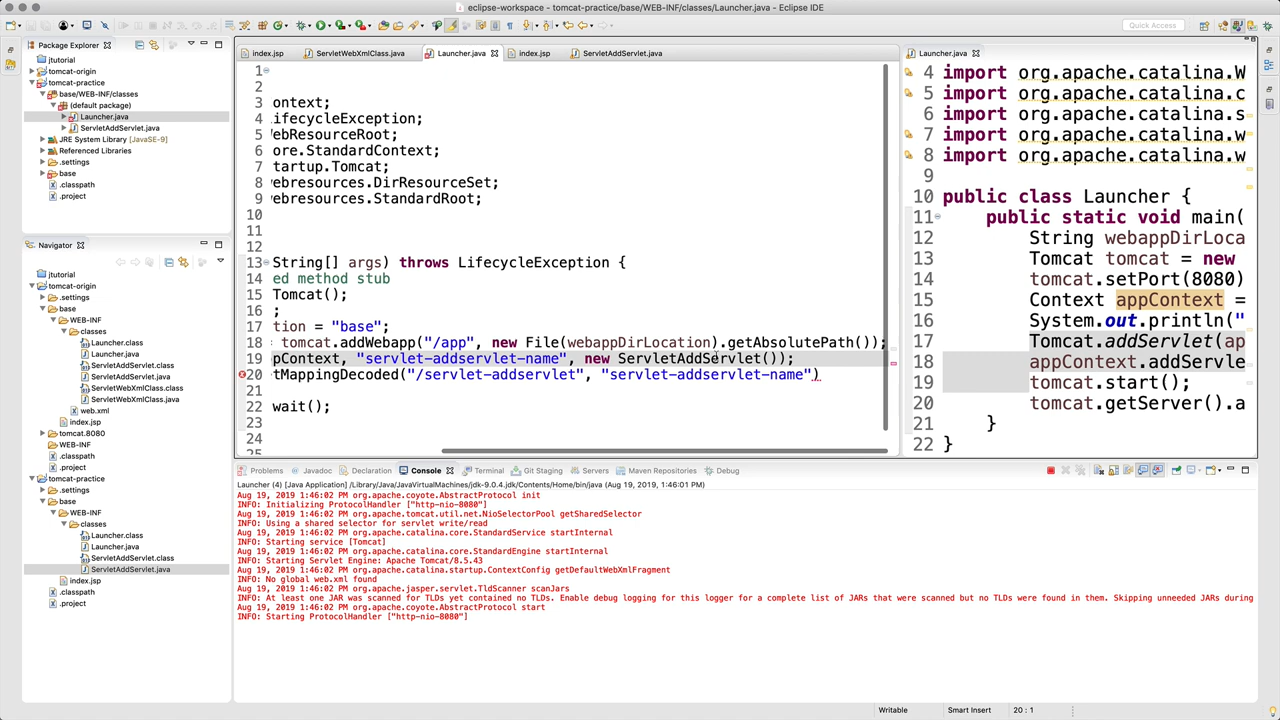 eclipse-workspace - tomcat-practice/base/WEB-INF/classes/Launcher.java - Eclipse IDE
Quick Access
Package Explorer
jtutorial
tomcat-origin
tomcat-practice
base/WEB-INF/classes
(default package)
Launcher.java
ServletAddServlet.java
JRE System Library [JavaSE-9]
Referenced Libraries
.settings
base
.classpath
.project
Navigator
jtutorial
tomcat-origin
.settings
base
WEB-INF
classes
Launcher.class
Launcher.java
ServletAddServlet.class
ServletAddServlet.java
ServletWebXmlClass.class
ServletWebXmlClass.java
web.xml
index.jsp
tomcat.8080
WEB-INF
.classpath
.project
tomcat-practice
.settings
base
WEB-INF
classes
Launcher.class
Launcher.java
ServletAddServlet.class
ServletAddServlet.java
index.jsp
.classpath
.project
index.jsp ServletWebXmlClass.java Launcher.java index.jsp ServletAddServlet.java
1
2
3 ontext;
4 ifecycleException;
5 ebResourceRoot;
6 ore.StandardContext;
7 tartup.Tomcat;
8 ebresources.DirResourceSet;
9 ebresources.StandardRoot;
10
11
12
13 String[] args) throws LifecycleException {
14 ed method stub
15 Tomcat();
16 ;
17 tion = "base";
18 tomcat.addWebapp("/app", new File(webappDirLocation).getAbsolutePath());
19 pContext, "servlet-addservlet-name", new ServletAddServlet());
20 tMappingDecoded("/servlet-addservlet", "servlet-addservlet-name")
21
22 wait();
23
24
Launcher.java
4 import org.apache.catalina.W
5 import org.apache.catalina.c
6 import org.apache.catalina.s
7 import org.apache.catalina.w
8 import org.apache.catalina.w
9
10 public class Launcher {
11 public static void main(
12 String webappDirLoca
13 Tomcat tomcat = new
14 tomcat.setPort(8080)
15 Context appContext =
16 System.out.println("
17 Tomcat.addServlet(ap
18 appContext.addServle
19 tomcat.start();
20 tomcat.getServer().a
21 }
22 }
Problems Javadoc Declaration Console Terminal Git Staging Servers Maven Repositories Debug
Launcher (4) [Java Application] /Library/Java/JavaVirtualMachines/jdk-9.0.4.jdk/Contents/Home/bin/java (Aug 19, 2019, 1:46:01 PM)
Aug 19, 2019 1:46:02 PM org.apache.coyote.AbstractProtocol init
INFO: Initializing ProtocolHandler ["http-nio-8080"]
Aug 19, 2019 1:46:02 PM org.apache.tomcat.util.net.NioSelectorPool getSharedSelector
INFO: Using a shared selector for servlet write/read
Aug 19, 2019 1:46:02 PM org.apache.catalina.core.StandardService startInternal
INFO: Starting service [Tomcat]
Aug 19, 2019 1:46:02 PM org.apache.catalina.core.StandardEngine startInternal
INFO: Starting Servlet Engine: Apache Tomcat/8.5.43
Aug 19, 2019 1:46:02 PM org.apache.catalina.startup.ContextConfig getDefaultWebXmlFragment
INFO: No global web.xml found
Aug 19, 2019 1:46:02 PM org.apache.jasper.servlet.TldScanner scanJars
INFO: At least one JAR was scanned for TLDs yet contained no TLDs. Enable debug logging for this logger for a complete list of JARs that were scanned but no TLDs were found in them. Skipping unneeded JARs during
Aug 19, 2019 1:46:02 PM org.apache.coyote.AbstractProtocol start
INFO: Starting ProtocolHandler ["http-nio-8080"]
Writable Smart Insert 20 : 1